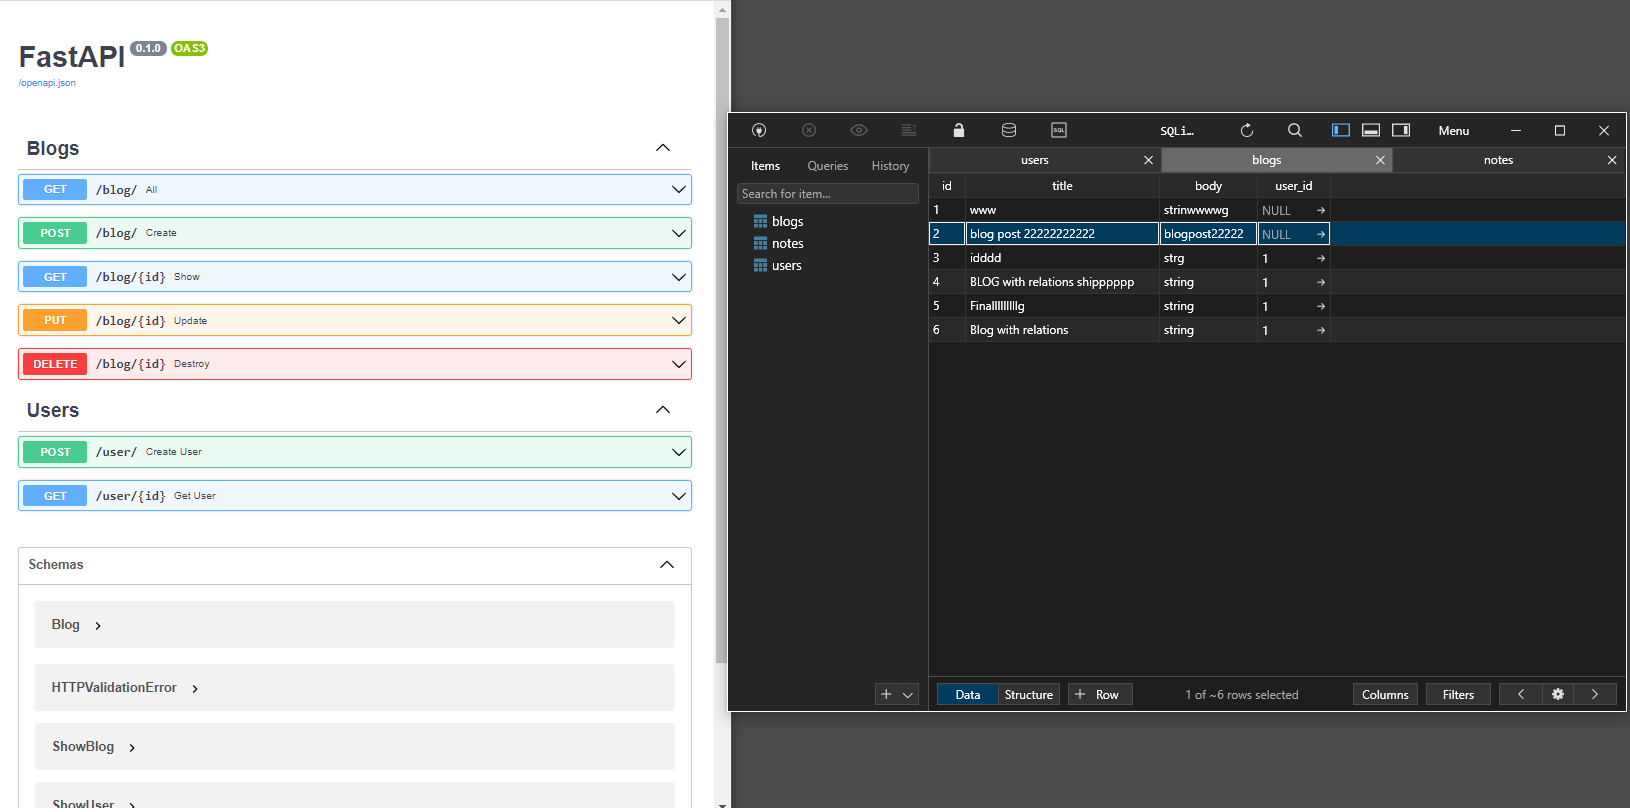 FastAPI 0.1.0 OAS3
/openapi.json
Blogs
GET /blog/ All
POST /blog/ Create
GET /blog/{id} Show
PUT /blog/{id} Update
DELETE /blog/{id} Destroy
Users
POST /user/ Create User
GET /user/{id} Get User
Schemas
Blog
HTTPValidationError
ShowBlog
ShowUser
SQL SQLi... Menu
Items Queries History
Search for item...
blogs
notes
users
users blogs notes
id title body user_id
1 www strinwwwwg NULL
2 blog post 22222222222 blogpost22222 NULL
3 idddd strg 1
4 BLOG with relations shipppppp string 1
5 Finalllllllllg string 1
6 Blog with relations string 1
Data Structure + Row 1 of ~6 rows selected Columns Filters